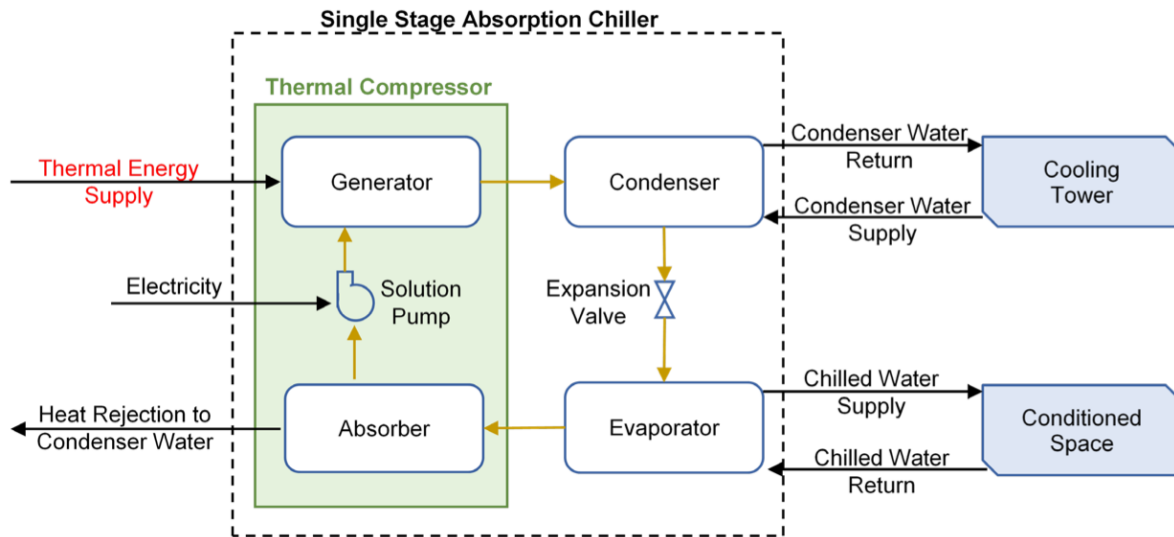 Single Stage Absorption Chiller
Thermal Compressor
Thermal Energy
Supply
Generator
Condenser
Condenser Water
Return
Condenser Water
Supply
Cooling
Tower
Electricity
Solution
Pump
Expansion
Valve
Heat Rejection to
Condenser Water
Absorber
Evaporator
Chilled Water
Supply
Chilled Water
Return
Conditioned
Space